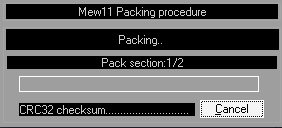 Mew11 Packing procedure
Packing..
Pack section:1/2
CRC32 checksum............................
Cancel